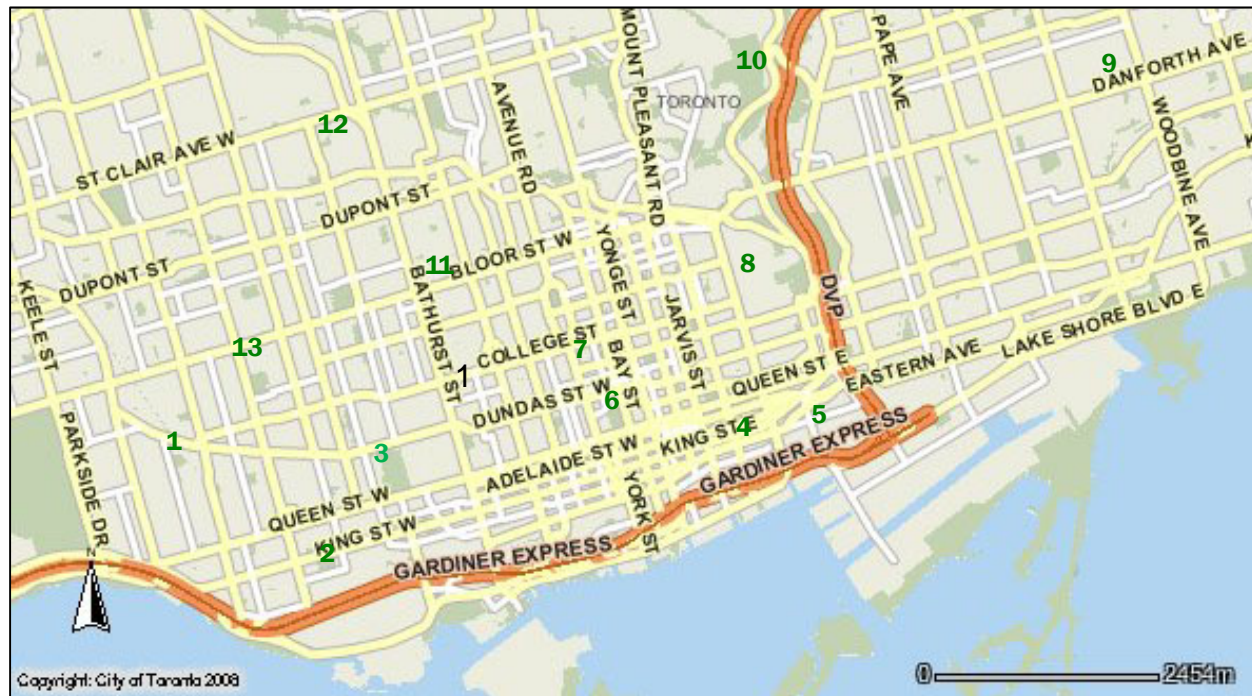 MOUNT PLEASANT RD
PAPE AVE
10
9
DANFORTH AVE
AVENUE RD
TORONTO
WOODBINE AVE
K
12
ST CLAIR AVE W
DUPONT ST
DUPONT ST
YONGE ST
BLOOR ST W
11
8
BATHURST ST
KEELE ST
JARVIS ST
DVP
LAKE SHORE BLVD E
13
COLLEGE ST
7
BAY ST
EASTERN AVE
QUEEN ST E
1
DUNDAS ST W
6
5
4
KING ST E
PARKSIDE DR
1
3
ADELAIDE ST W
GARDINER EXPRESS
QUEEN ST W
YORK ST
KING ST W
2
GARDINER EXPRESS
N
Copyright: City of Toronto 2008
0 2454m